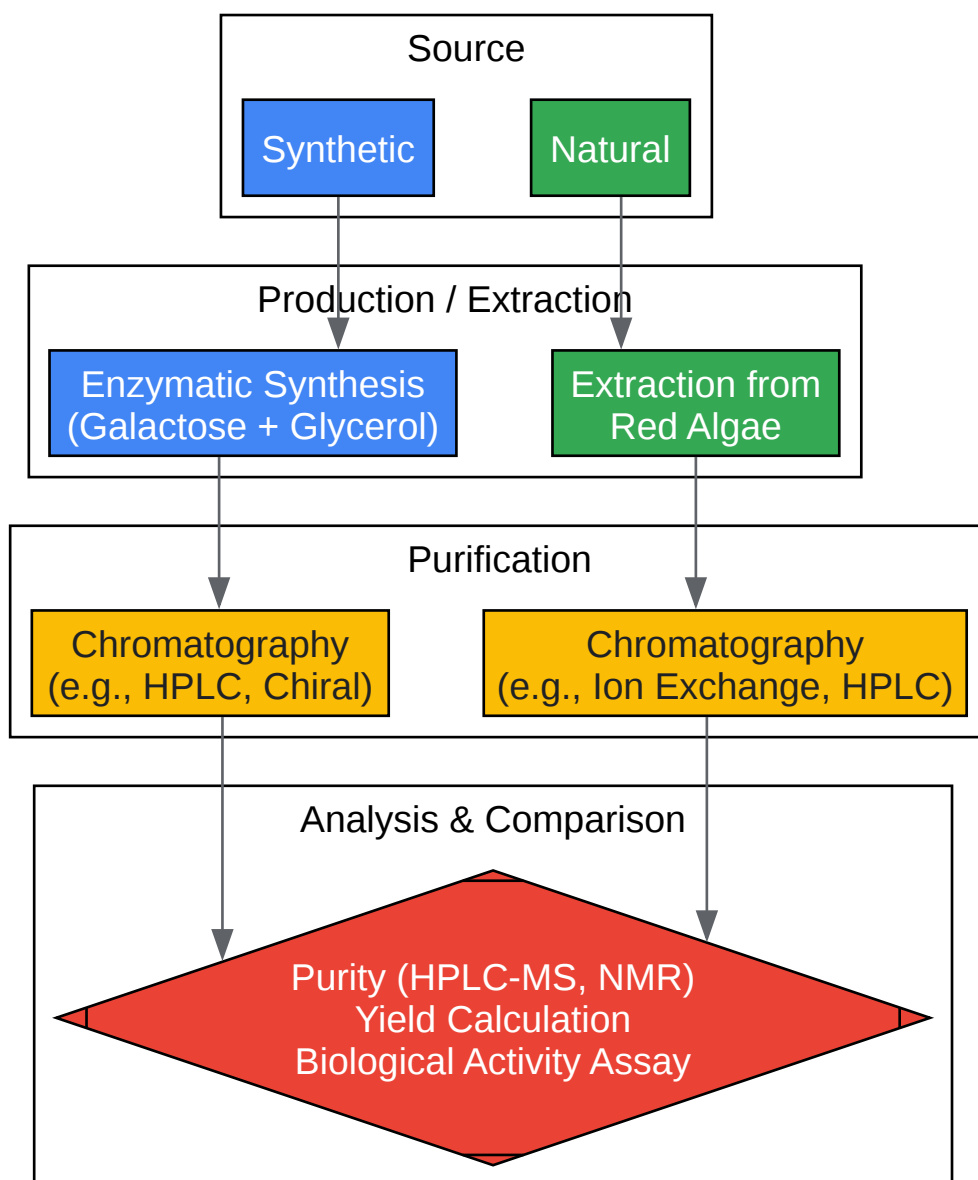 Source
Synthetic
Natural
Production / Extraction
Enzymatic Synthesis
(Galactose + Glycerol)
Extraction from
Red Algae
Purification
Chromatography
(e.g., HPLC, Chiral)
Chromatography
(e.g., Ion Exchange, HPLC)
Analysis & Comparison
Purity (HPLC-MS, NMR)
Yield Calculation
Biological Activity Assay